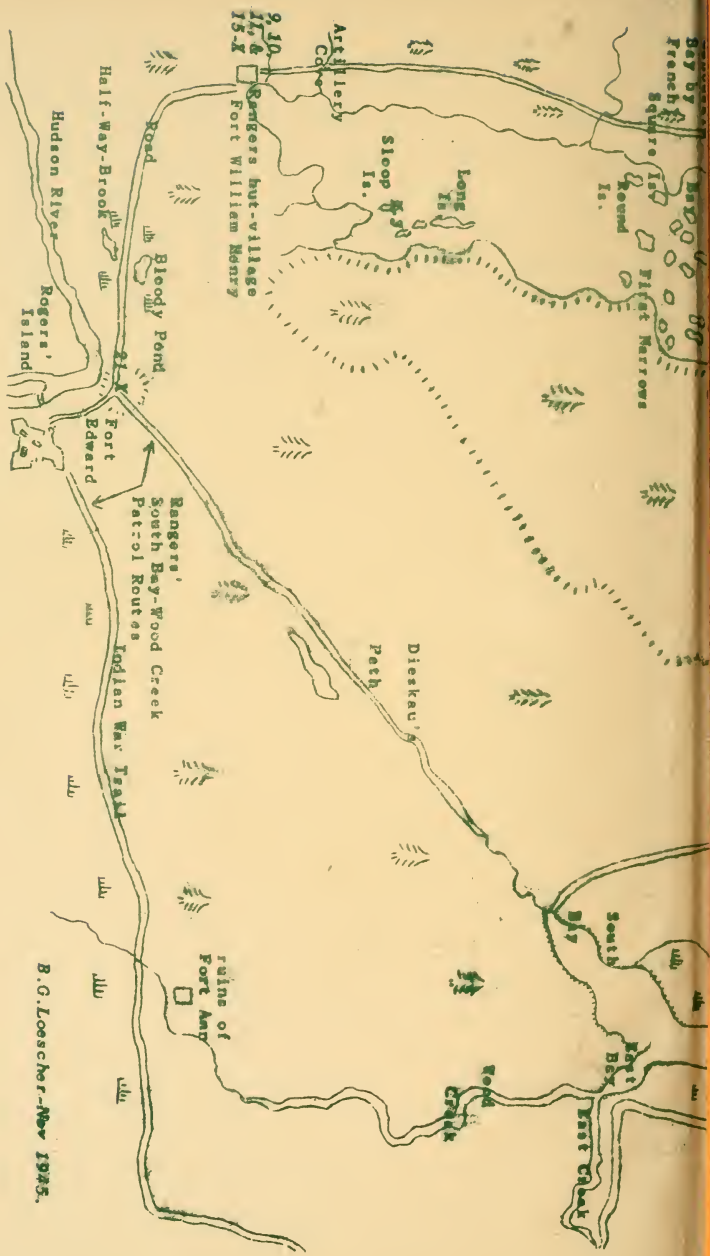 Bay by
French
Square Is.
Round
Is.
First Narrows
Artillery
Cove
Long
Is
Sloop
Is.
9, 10,
11, &
15-X
Rangers hut-village
Fort William Henry
Road
Half-Way-Brook
Bloody Pond
Hudson River
Rogers'
Island
21-X
Fort
Edward
Rangers'
South Bay-Wood Creek
Patrol Routes
Indian War Trail
Dieskau's
Path
South
Bay
East
Bay
East Creek
Wood
Creek
ruins of
Fort Ann
B.G.Loescher-Nov 1945.